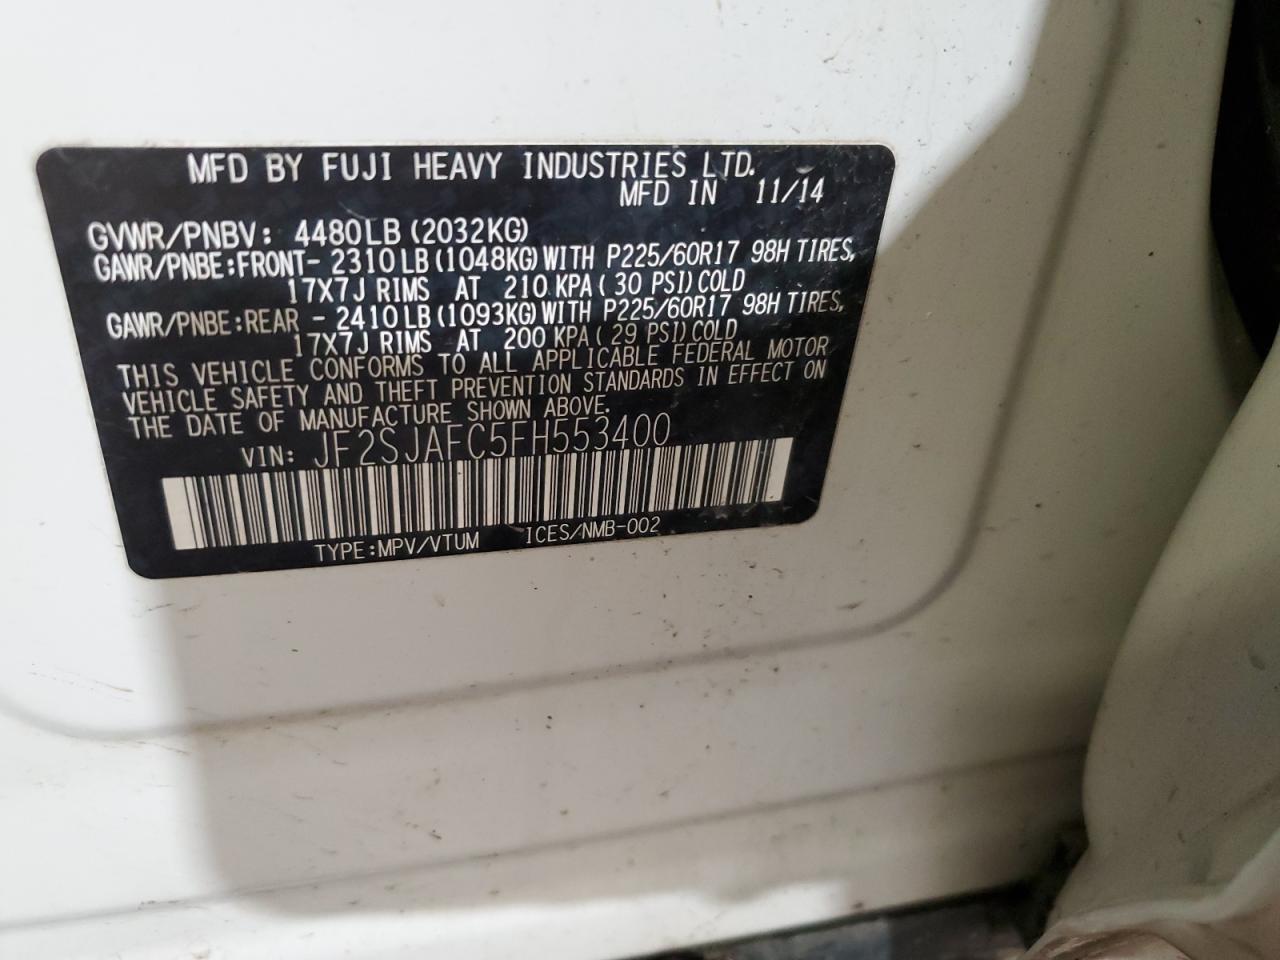 MFD BY FUJI HEAVY INDUSTRIES LTD.
MFD IN 11/14
GVWR/PNBV: 4480LB (2032KG)
GAWR/PNBE:FRONT- 2310LB(1048KG)WITH P225/60R17 98H TIRES,
17X7J RIMS AT 210 KPA( 30 PSI)COLD
GAWR/PNBE:REAR - 2410LB(1093KG)WITH P225/60R17 98H TIRES,
17X7J RIMS AT 200 KPA( 29 PSI)COLD
THIS VEHICLE CONFORMS TO ALL APPLICABLE FEDERAL MOTOR
VEHICLE SAFETY AND THEFT PREVENTION STANDARDS IN EFFECT ON
THE DATE OF MANUFACTURE SHOWN ABOVE.
VIN: JF2SJAFC5FH553400
TYPE:MPV/VTUM ICES/NMB-002